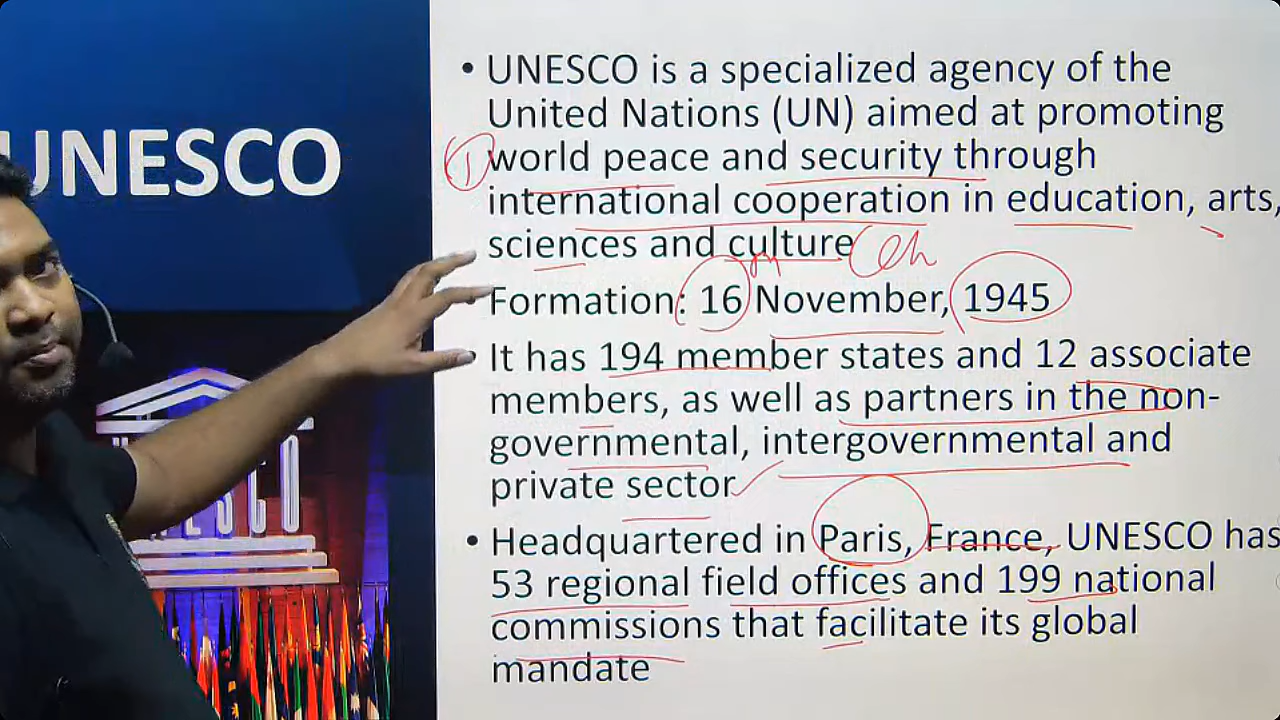 UNESCO
• UNESCO is a specialized agency of the
United Nations (UN) aimed at promoting
① world peace and security through
international cooperation in education, arts,
sciences and culture
Formation: 16 November, 1945
• It has 194 member states and 12 associate
members, as well as partners in the non-
governmental, intergovernmental and
private sector
• Headquartered in Paris, France, UNESCO has
53 regional field offices and 199 national
commissions that facilitate its global
mandate